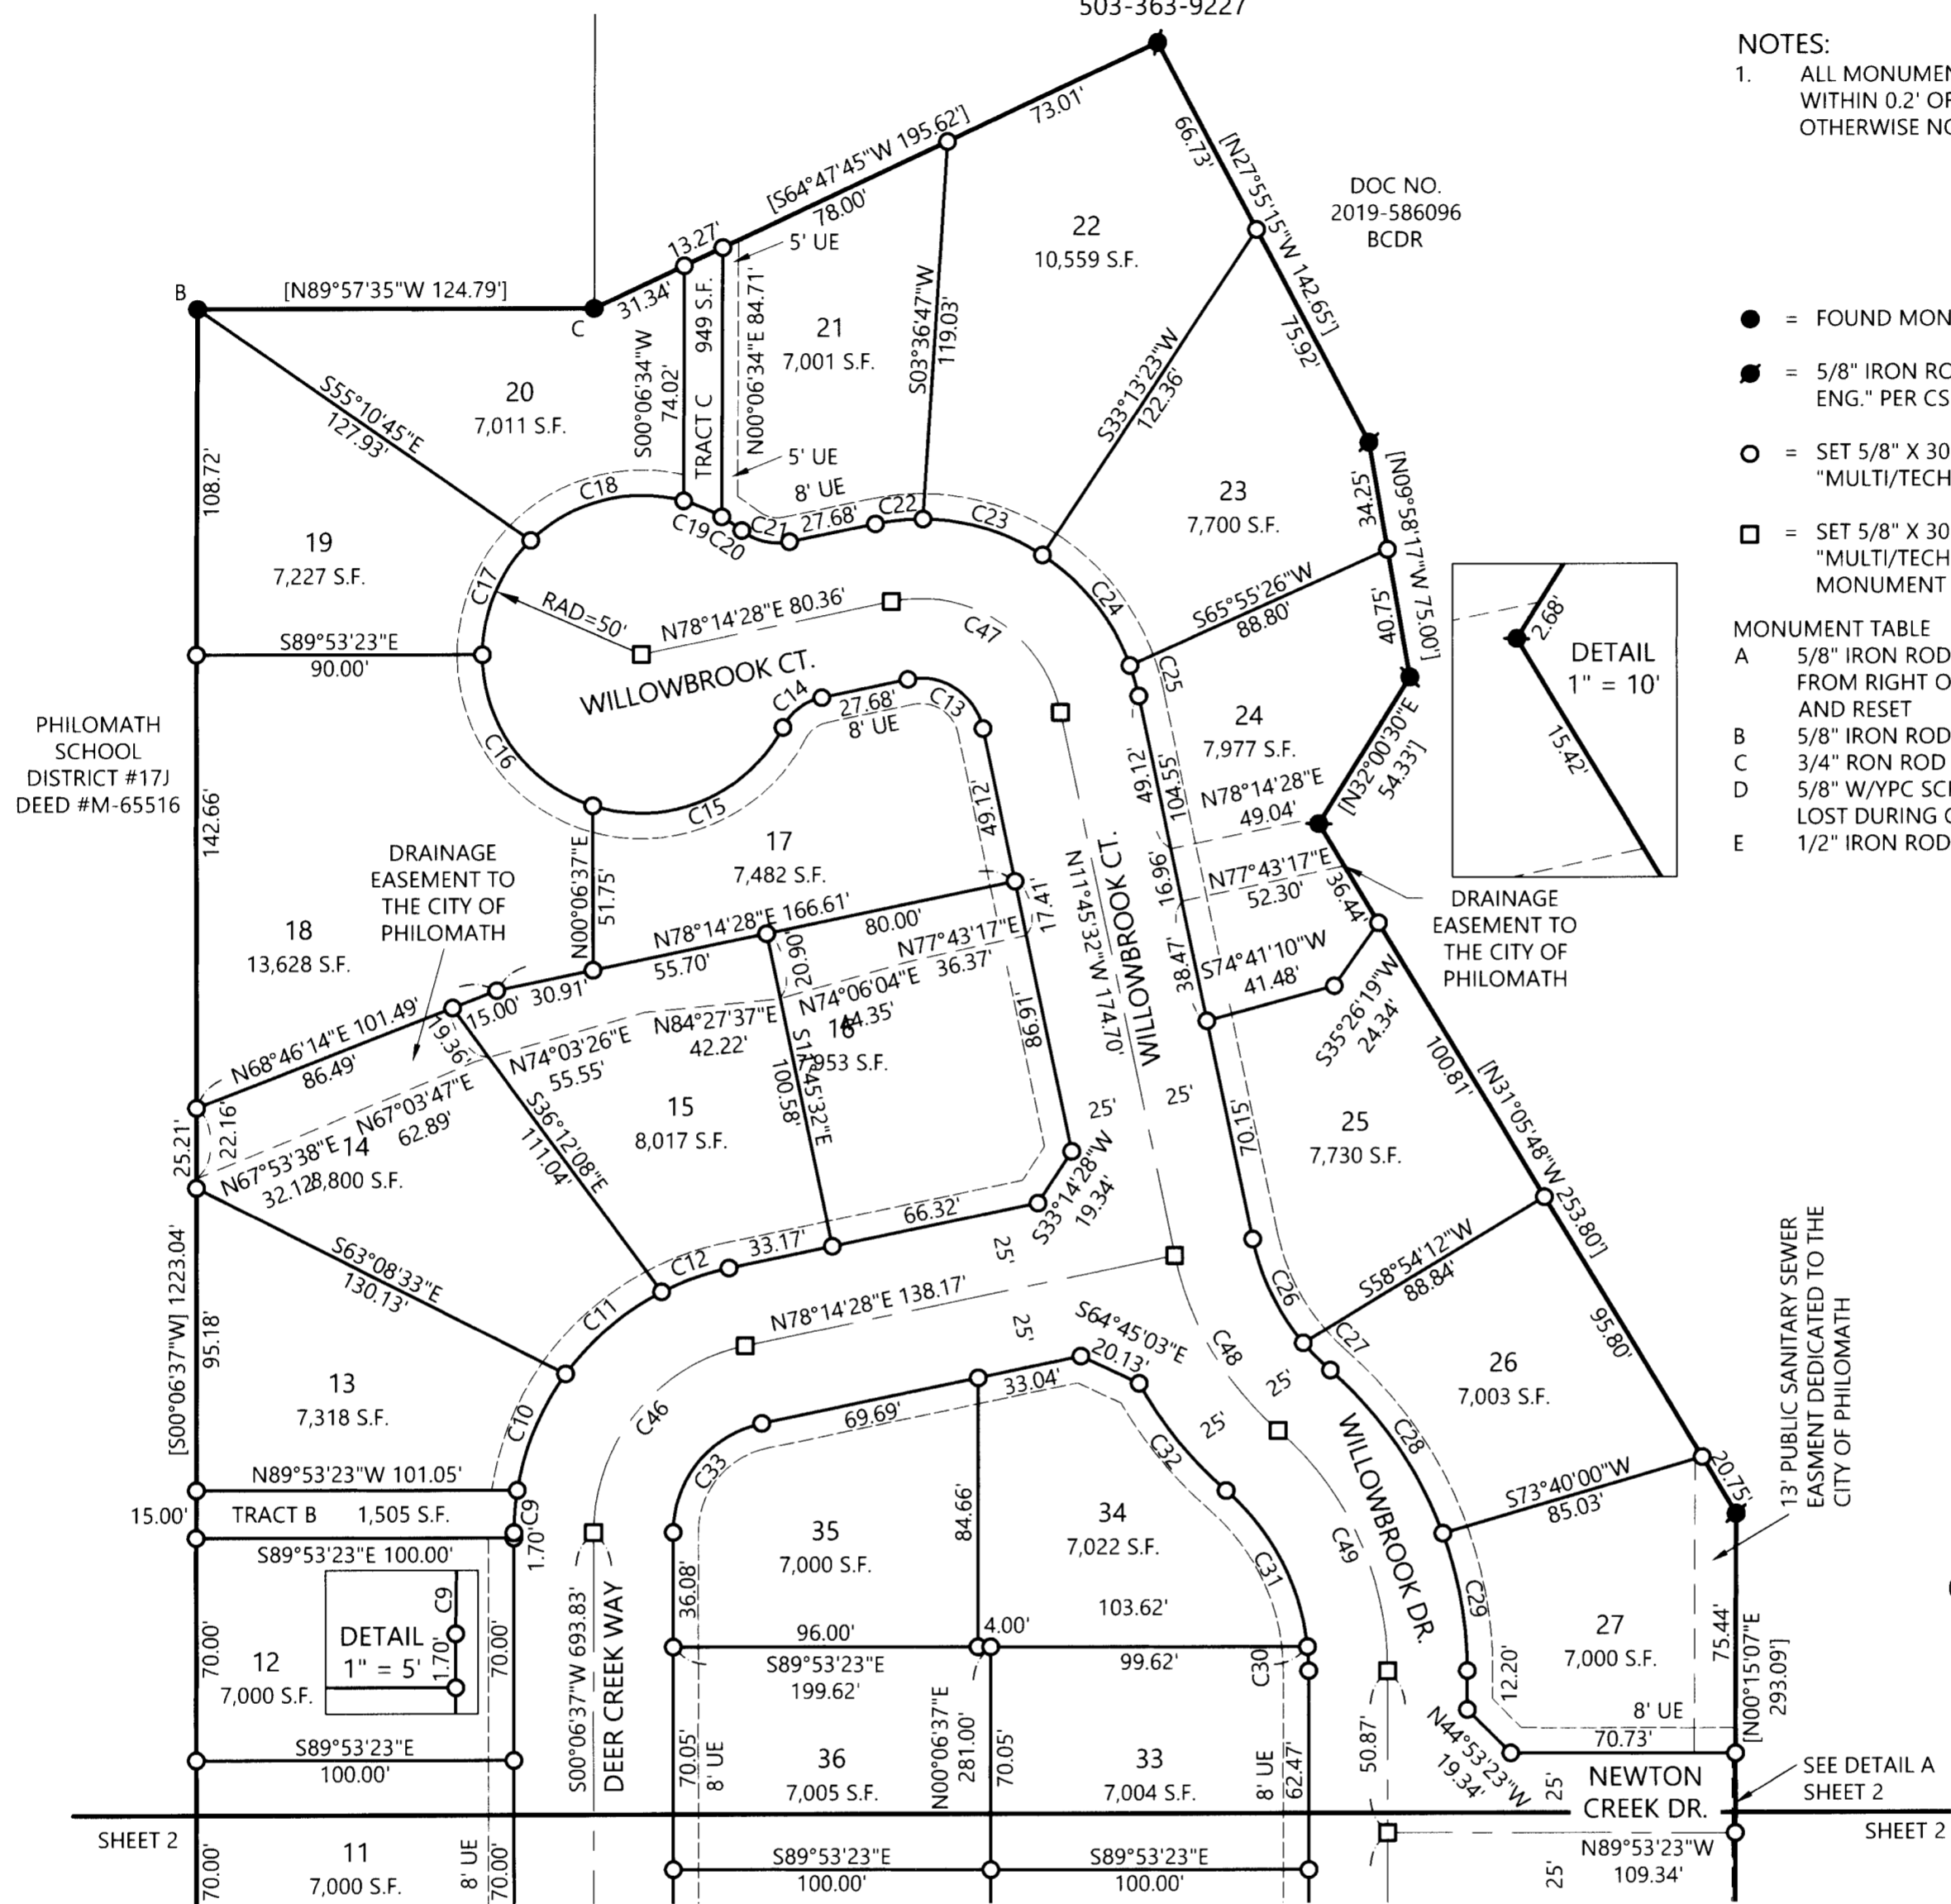 503-363-9227
NOTES:
1. ALL MONUMEN
WITHIN 0.2' OF
OTHERWISE NO
DOC NO.
2019-586096
BCDR
= FOUND MON
= 5/8" IRON RO
ENG." PER CS
= SET 5/8" X 30
"MULTI/TECH
= SET 5/8" X 30
"MULTI/TECH
MONUMENT
MONUMENT TABLE
A 5/8" IRON ROD
FROM RIGHT O
AND RESET
B 5/8" IRON ROD
C 3/4" RON ROD
D 5/8" W/YPC SC
LOST DURING C
E 1/2" IRON ROD
DETAIL
1" = 10'
2.68'
15.42'
B
[N89°57'35"W 124.79']
C
31.34'
13.27'
[S64°47'45"W 195.62']
78.00'
73.01'
66.73'
[N27°55'15"W 142.65']
75.92'
34.25'
[N09°58'17"W 75.00']
40.75'
[N32°00'30"E
54.33']
5' UE
5' UE
8' UE
S00°06'34"W
74.02'
TRACT C 949 S.F.
N00°06'34"E 84.71'
21
7,001 S.F.
S03°36'47"W
119.03'
22
10,559 S.F.
S33°13'23"W
122.36'
23
7,700 S.F.
S65°55'26"W
88.80'
24
7,977 S.F.
20
7,011 S.F.
S55°10'45"E
127.93'
108.72'
19
7,227 S.F.
S89°53'23"E
90.00'
C18
C19
C20
C21
27.68'
C22
C23
C24
C25
C17
C16
C15
C14
27.68'
8' UE
C13
RAD=50'
N78°14'28"E 80.36'
C47
WILLOWBROOK CT.
PHILOMATH
SCHOOL
DISTRICT #17J
DEED #M-65516
142.66'
DRAINAGE
EASEMENT TO
THE CITY OF
PHILOMATH
18
13,628 S.F.
N00°06'37"E
51.75'
17
7,482 S.F.
49.12'
N78°14'28"E 166.61'
55.70'
80.00'
30.91'
15.00'
N68°46'14"E 101.49'
86.49'
19.36'
20.90'
N77°43'17"E
36.37'
17.41'
N74°06'04"E
44.35'
N84°27'37"E
42.22'
N74°03'26"E
55.55'
N67°03'47"E
62.89'
N67°53'38"E
32.12'
25.21'
22.16'
14
8,800 S.F.
S36°12'08"E
111.04'
15
8,017 S.F.
S11°45'32"E
100.58'
16
7,953 S.F.
86.91'
N11°45'32"W 174.70'
WILLOWBROOK CT.
49.12'
104.55'
16.96'
38.47'
N78°14'28"E
49.04'
N77°43'17"E
52.30'
36.44'
DRAINAGE
EASEMENT TO
THE CITY OF
PHILOMATH
S74°41'10"W
41.48'
S35°26'19"W
24.34'
100.81'
[N31°05'48"W 253.80']
25'
25'
70.15'
25
7,730 S.F.
S33°14'28"W
19.34'
66.32'
33.17'
C12
C11
C10
S63°08'33"E
130.13'
[S00°06'37"W] 1223.04'
95.18'
13
7,318 S.F.
N89°53'23"W 101.05'
TRACT B 1,505 S.F.
15.00'
S89°53'23"E 100.00'
C9
1.70'
DETAIL
1" = 5'
C9
1.70'
70.00'
12
7,000 S.F.
70.00'
S89°53'23"E
100.00'
SHEET 2
70.00'
11
7,000 S.F.
8' UE
70.00'
S00°06'37"W 693.83'
DEER CREEK WAY
C46
N78°14'28"E 138.17'
25'
25'
S64°45'03"E
20.13'
33.04'
69.69'
C33
C32
C31
C48
25'
25'
WILLOWBROOK DR.
C49
C26
C27
C28
C29
S58°54'12"W
88.84'
26
7,003 S.F.
95.80'
S73°40'00"W
85.03'
20.75'
13' PUBLIC SANITARY SEWER
EASMENT DEDICATED TO THE
CITY OF PHILOMATH
35
7,000 S.F.
36.08'
84.66'
34
7,022 S.F.
103.62'
96.00'
4.00'
S89°53'23"E
199.62'
99.62'
C30
70.05'
8' UE
36
7,005 S.F.
N00°06'37"E
281.00'
70.05'
33
7,004 S.F.
8' UE
62.47'
50.87'
S89°53'23"E
100.00'
S89°53'23"E
100.00'
27
7,000 S.F.
12.20'
8' UE
75.44'
[N00°15'07"E
293.09']
70.73'
N44°53'23"W
19.34'
NEWTON
CREEK DR.
25'
SEE DETAIL A
SHEET 2
SHEET 2
N89°53'23"W
109.34'
25'